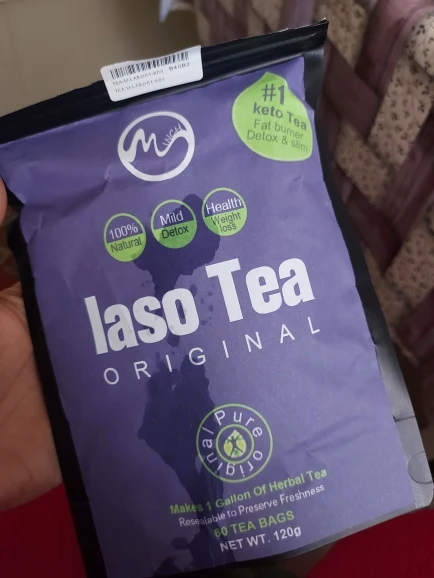 #1
keto Tea
Fat burner
Detox & slim
100%
Natural
Mild
Detox
Health
Weight
loss
Iaso Tea
ORIGINAL
Original Pure
Makes 1 Gallon Of Herbal Tea
Resealable to Preserve Freshness
60 TEA BAGS
NET WT. 120g